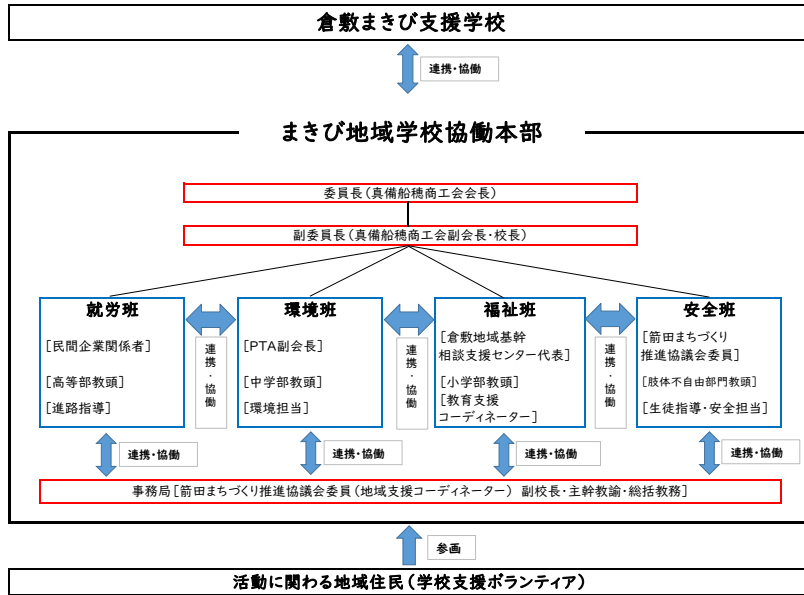 倉敷まきび支援学校
連携・協働
まきび地域学校協働本部
委員長(真備船穂商工会会長)
副委員長(真備船穂商工会副会長・校長)
就労班
[民間企業関係者]
[高等部教頭]
[進路指導]
連携・協働
環境班
[PTA副会長]
[中学部教頭]
[環境担当]
連携・協働
福祉班
[倉敷地域基幹
相談支援センター代表]
[小学部教頭]
[教育支援
コーディネーター]
連携・協働
安全班
[箭田まちづくり
推進協議会委員]
[肢体不自由部門教頭]
[生徒指導・安全担当]
連携・協働
連携・協働
連携・協働
連携・協働
事務局[箭田まちづくり推進協議会委員(地域支援コーディネーター) 副校長・主幹教諭・総括教務]
参画
活動に関わる地域住民(学校支援ボランティア)